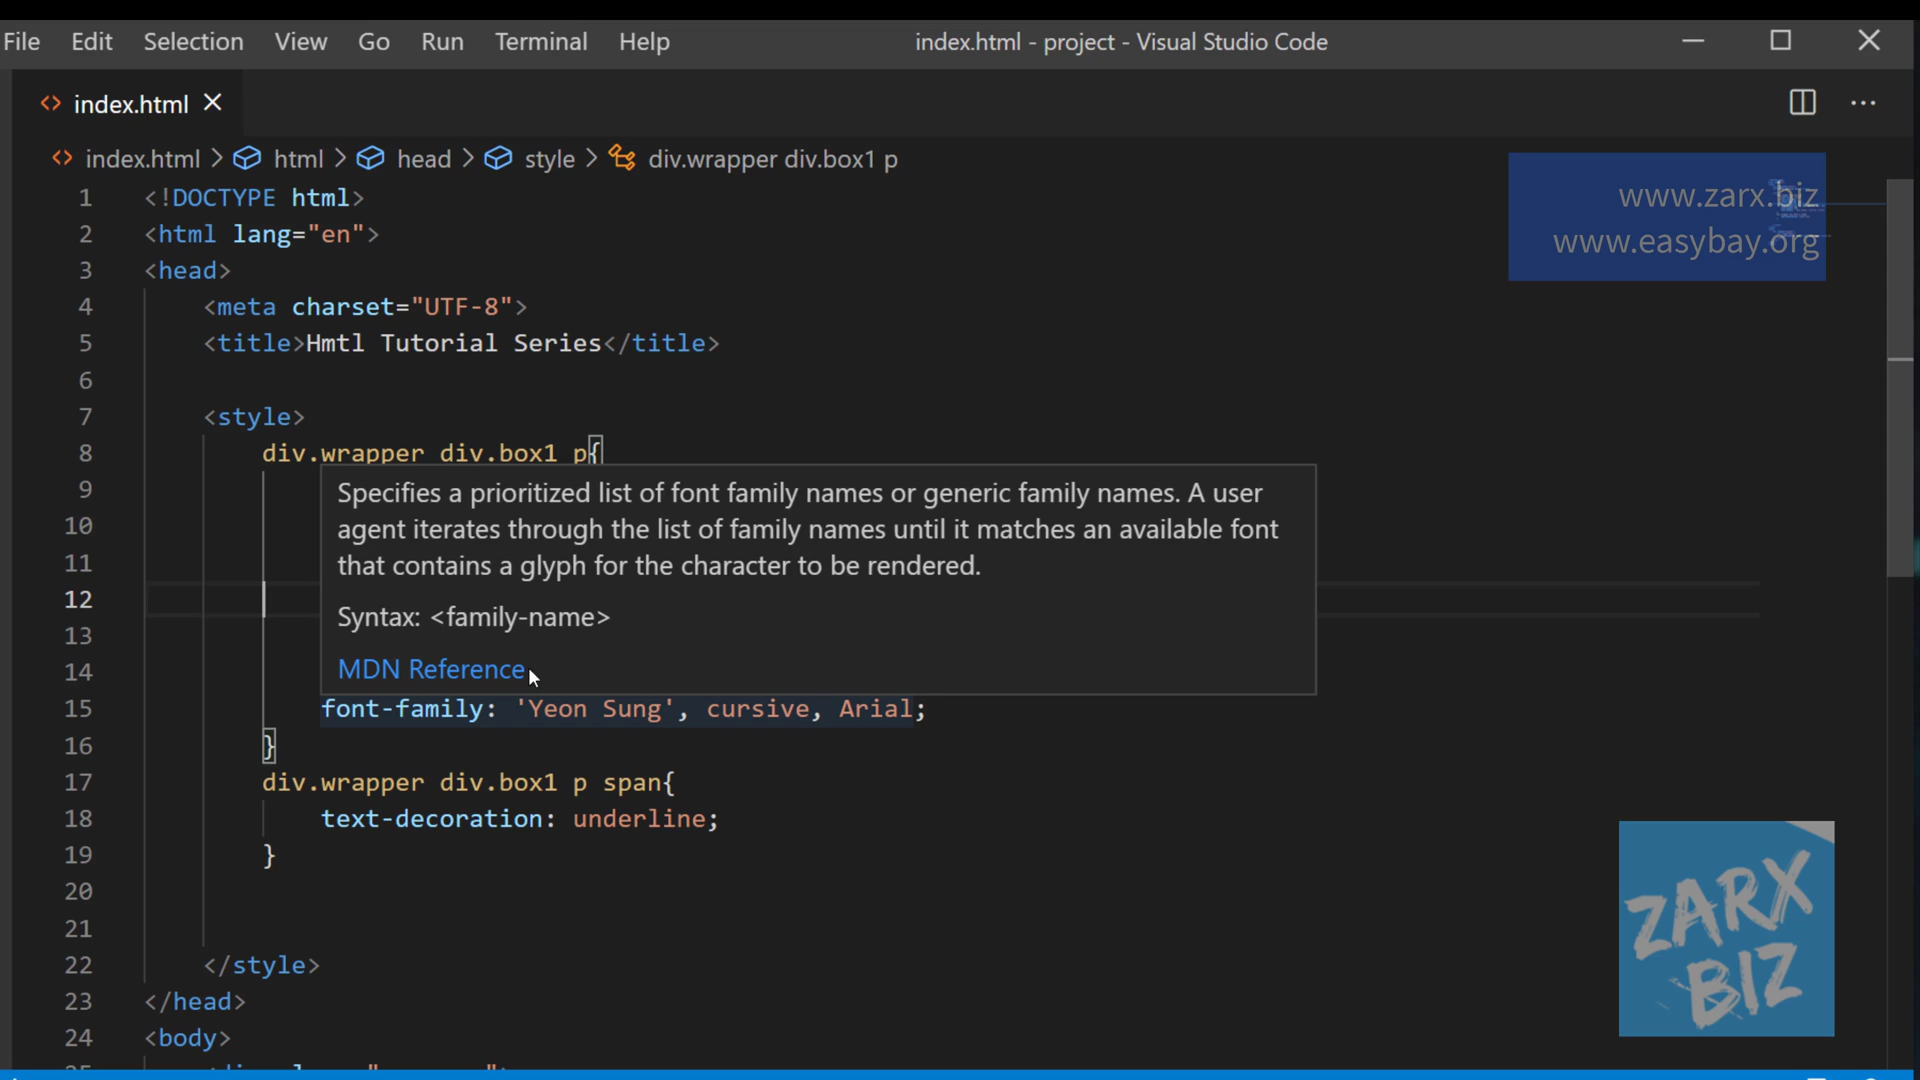 File Edit Selection View Go Run Terminal Help index.html - project - Visual Studio Code
index.html
index.html > html > head > style > div.wrapper div.box1 p
www.zarx.biz
www.easybay.org
1 <!DOCTYPE html>
2 <html lang="en">
3 <head>
4 <meta charset="UTF-8">
5 <title>Hmtl Tutorial Series</title>
6
7 <style>
8 div.wrapper div.box1 p{
9
10
11
12
13
14
Specifies a prioritized list of font family names or generic family names. A user
agent iterates through the list of family names until it matches an available font
that contains a glyph for the character to be rendered.
Syntax: <family-name>
MDN Reference
15 font-family: 'Yeon Sung', cursive, Arial;
16 }
17 div.wrapper div.box1 p span{
18 text-decoration: underline;
19 }
20
21
22 </style>
23 </head>
24 <body>
ZARX
BIZ